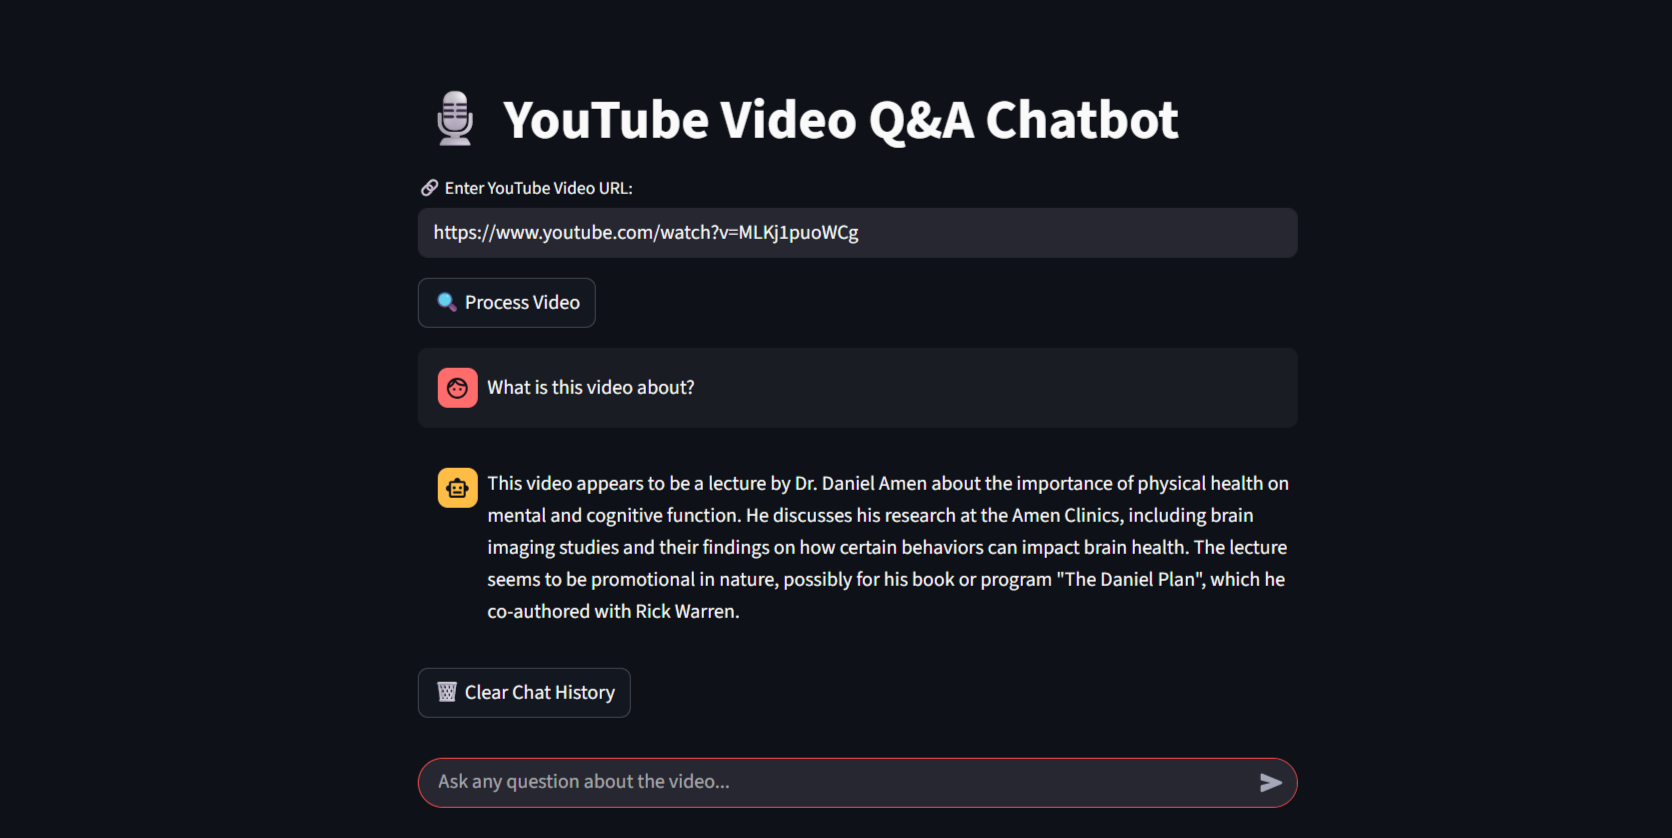 YouTube Video Q&A Chatbot
Enter YouTube Video URL:
https://www.youtube.com/watch?v=MLKj1puoWCg
Process Video
What is this video about?
This video appears to be a lecture by Dr. Daniel Amen about the importance of physical health on
mental and cognitive function. He discusses his research at the Amen Clinics, including brain
imaging studies and their findings on how certain behaviors can impact brain health. The lecture
seems to be promotional in nature, possibly for his book or program "The Daniel Plan", which he
co-authored with Rick Warren.
Clear Chat History
Ask any question about the video...